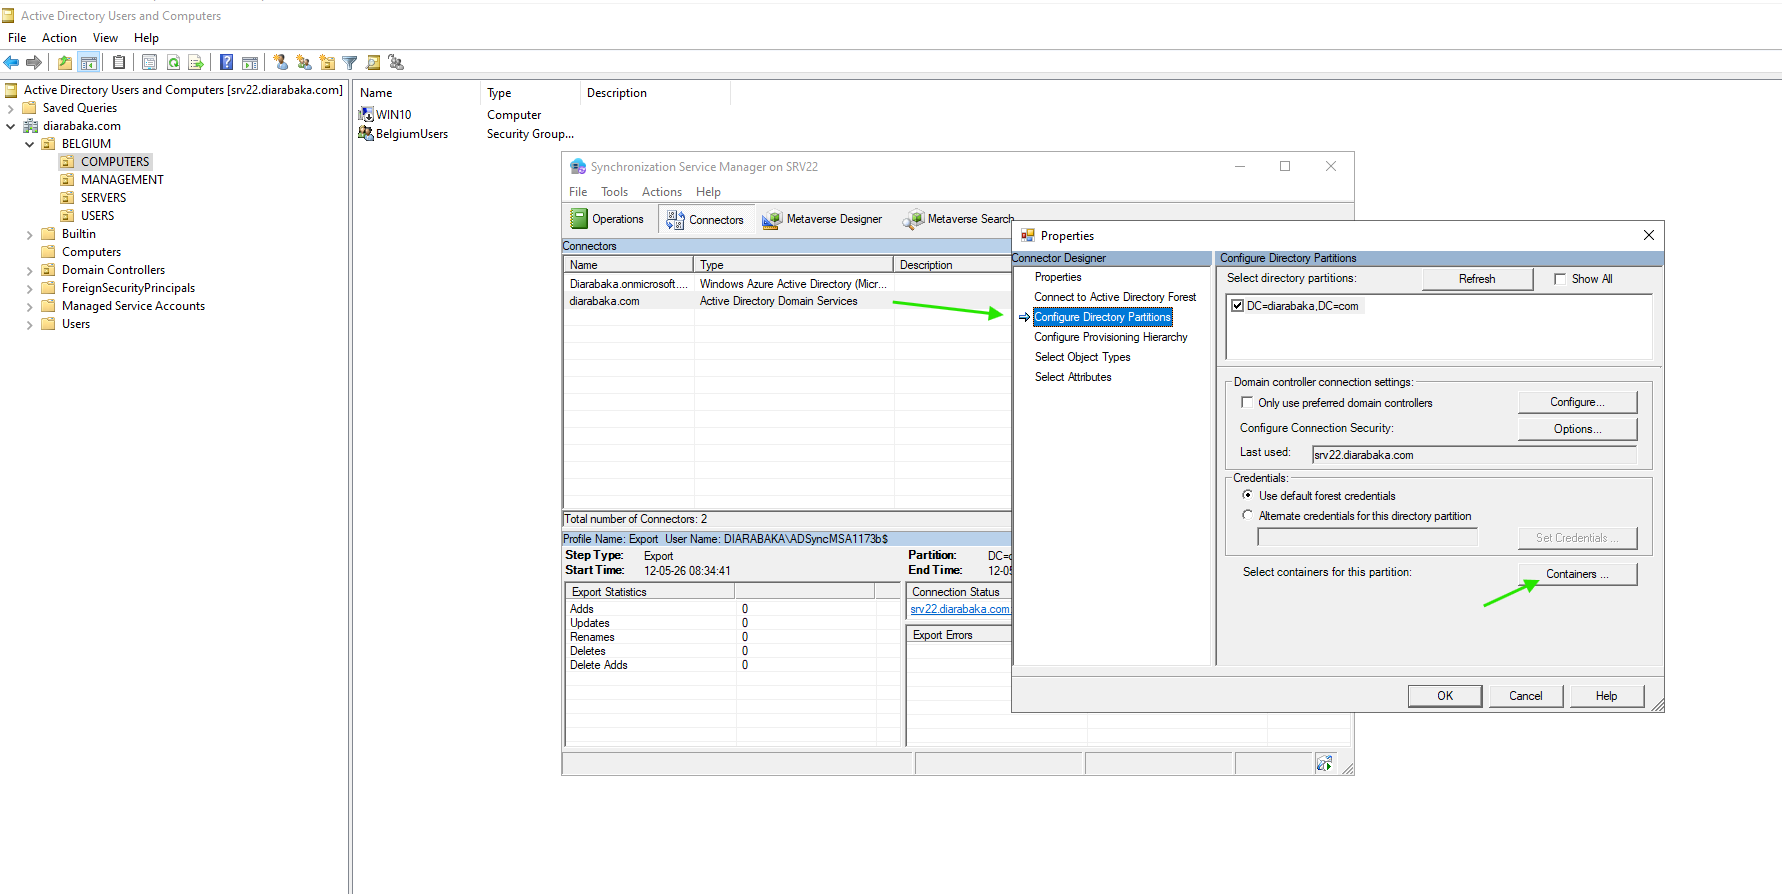 Active Directory Users and Computers
File Action View Help
Active Directory Users and Computers [srv22.diarabaka.com]
Saved Queries
diarabaka.com
BELGIUM
COMPUTERS
MANAGEMENT
SERVERS
USERS
Builtin
Computers
Domain Controllers
ForeignSecurityPrincipals
Managed Service Accounts
Users
Name Type Description
WIN10 Computer
BelgiumUsers Security Group...
Synchronization Service Manager on SRV22
File Tools Actions Help
Operations Connectors Metaverse Designer Metaverse Search
Connectors
Name Type Description
Diarabaka.onmicrosoft.... Windows Azure Active Directory (Micr...
diarabaka.com Active Directory Domain Services
Total number of Connectors: 2
Profile Name: Export User Name: DIARABAKA\ADSyncMSA1173b$
Step Type: Export Partition:
Start Time: 12-05-26 08:34:41 End Time:
Export Statistics
Adds 0
Updates 0
Renames 0
Deletes 0
Delete Adds 0
Connection Status
srv22.diarabaka.com
Export Errors
Properties
Connector Designer
Properties
Connect to Active Directory Forest
Configure Directory Partitions
Configure Provisioning Hierarchy
Select Object Types
Select Attributes
Configure Directory Partitions
Select directory partitions: Refresh Show All
DC=diarabaka,DC=com
Domain controller connection settings:
Only use preferred domain controllers Configure...
Configure Connection Security: Options...
Last used: srv22.diarabaka.com
Credentials:
Use default forest credentials
Alternate credentials for this directory partition
Set Credentials ...
Select containers for this partition: Containers ...
OK Cancel Help